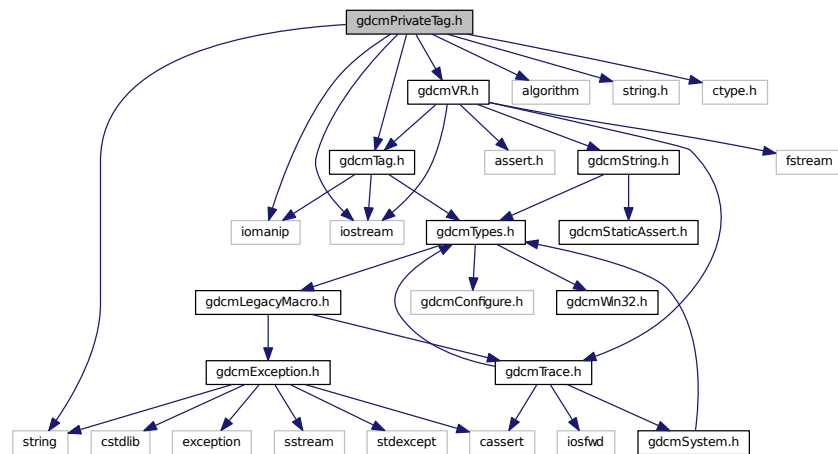 gdcmPrivateTag.h
gdcmVR.h
algorithm
string.h
ctype.h
gdcmTag.h
assert.h
gdcmString.h
fstream
iomanip
iostream
gdcmTypes.h
gdcmStaticAssert.h
gdcmLegacyMacro.h
gdcmConfigure.h
gdcmWin32.h
gdcmException.h
gdcmTrace.h
string
cstdlib
exception
sstream
stdexcept
cassert
iosfwd
gdcmSystem.h